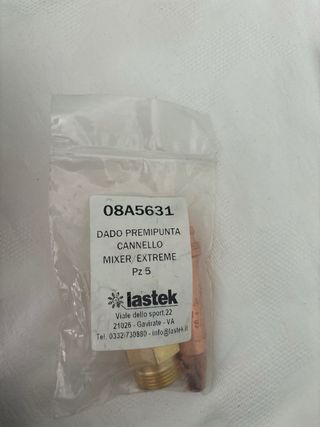 08A5631
DADO PREMIPUNTA
CANNELLO
MIXER/EXTREME
Pz 5
lastek
Viale dello sport,22
21026 - Gavirate - VA
Tel. 0332/730880 - info@lastek.it